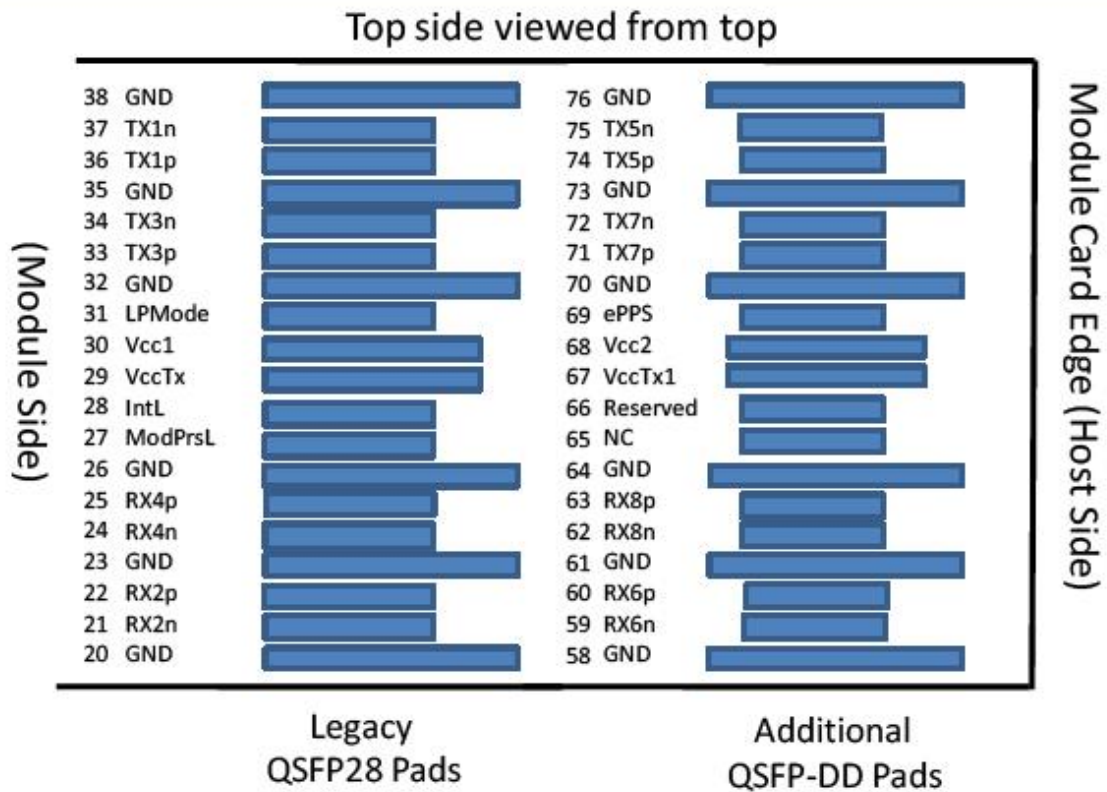 Top side viewed from top
38 GND 76 GND
37 TX1n 75 TX5n
36 TX1p 74 TX5p
35 GND 73 GND
34 TX3n 72 TX7n
33 TX3p 71 TX7p
32 GND 70 GND
31 LPMode 69 ePPS
30 Vcc1 68 Vcc2
29 VccTx 67 VccTx1
28 IntL 66 Reserved
27 ModPrsL 65 NC
26 GND 64 GND
25 RX4p 63 RX8p
24 RX4n 62 RX8n
23 GND 61 GND
22 RX2p 60 RX6p
21 RX2n 59 RX6n
20 GND 58 GND
(Module Side)
Module Card Edge (Host Side)
Legacy
QSFP28 Pads
Additional
QSFP-DD Pads